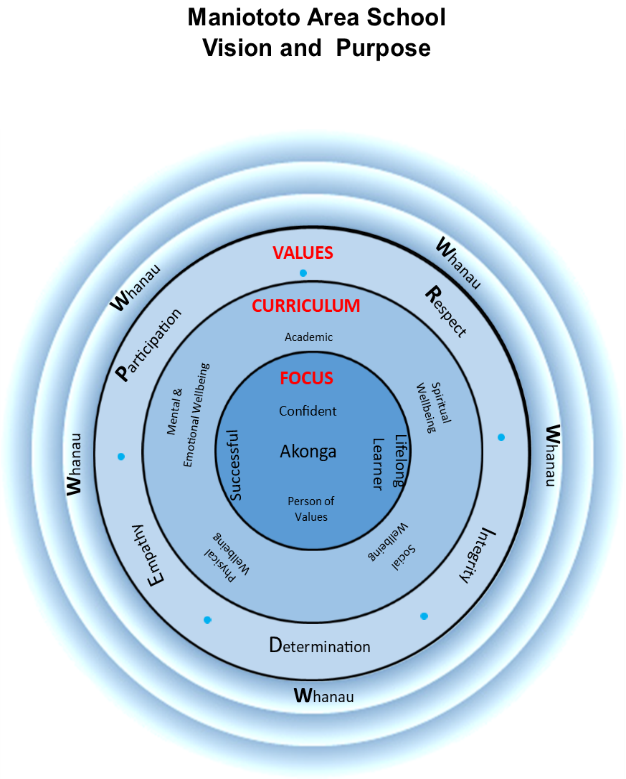 Maniototo Area School
Vision and Purpose
VALUES
Whanau
Whanau
Respect
Participation
CURRICULUM
Academic
Mental &
Emotional Wellbeing
Spiritual
Wellbeing
FOCUS
Confident
Akonga
Successful
Lifelong
Learner
Person of
Values
Whanau
Whanau
Physical
Wellbeing
Social
Wellbeing
Empathy
Integrity
Determination
Whanau